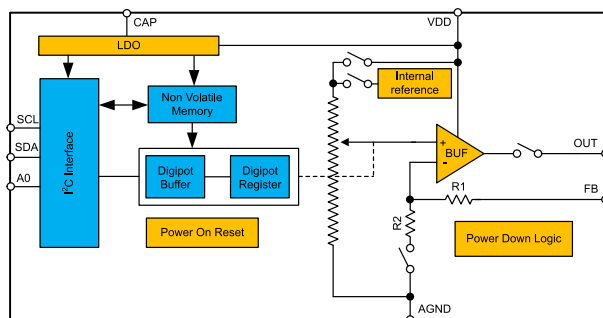 CAP
VDD
LDO
Internal
reference
Non Volatile
Memory
SCL
SDA
A0
I²C Interface
Digipot
Buffer
Digipot
Register
Power On Reset
+
-
BUF
OUT
R1
FB
R2
Power Down Logic
AGND